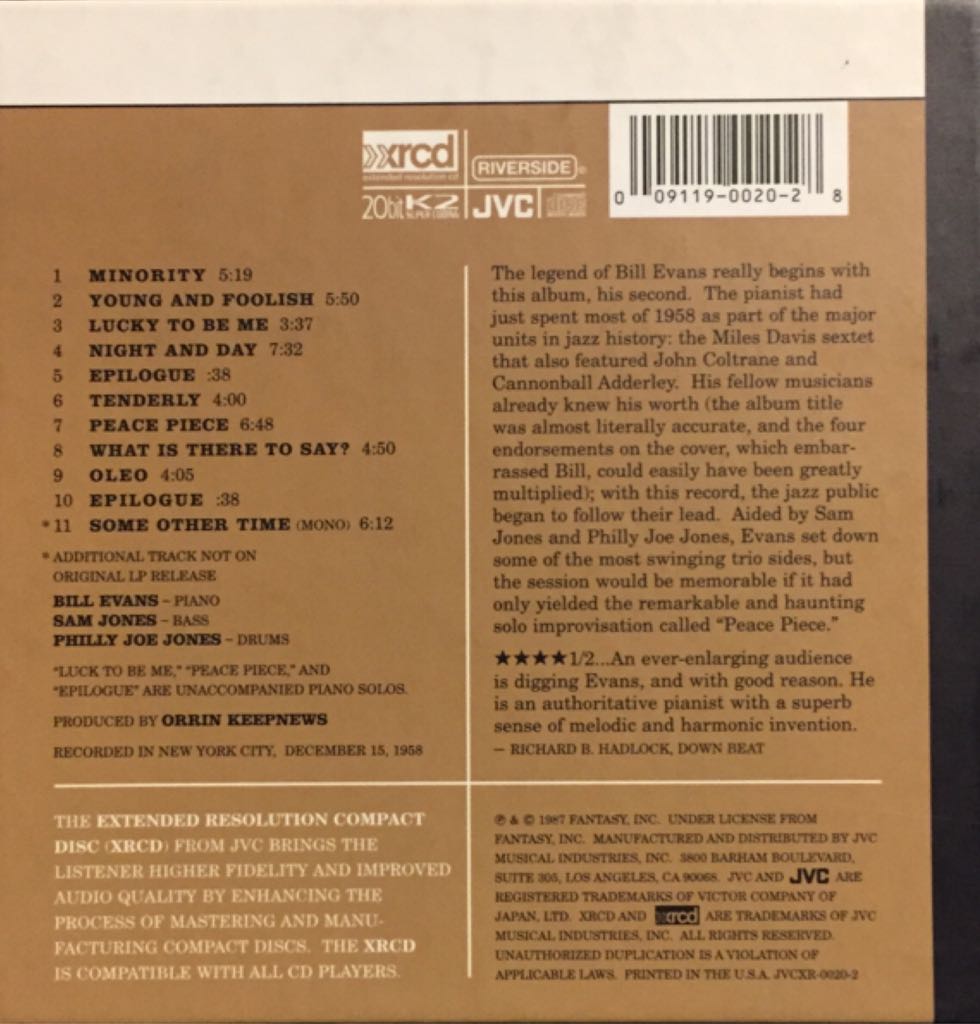 xrcd
extended resolution cd
RIVERSIDE
20bit K2
SUPER CODING
JVC
0 09119-0020-2 8
1 MINORITY 5:19
2 YOUNG AND FOOLISH 5:50
3 LUCKY TO BE ME 3:37
4 NIGHT AND DAY 7:32
5 EPILOGUE :38
6 TENDERLY 4:00
7 PEACE PIECE 6:48
8 WHAT IS THERE TO SAY? 4:50
9 OLEO 4:05
10 EPILOGUE :38
*11 SOME OTHER TIME (MONO) 6:12
* ADDITIONAL TRACK NOT ON
ORIGINAL LP RELEASE
BILL EVANS – PIANO
SAM JONES – BASS
PHILLY JOE JONES – DRUMS
“LUCK TO BE ME,” “PEACE PIECE,” AND
“EPILOGUE” ARE UNACCOMPANIED PIANO SOLOS.
PRODUCED BY ORRIN KEEPNEWS
RECORDED IN NEW YORK CITY, DECEMBER 15, 1958
The legend of Bill Evans really begins with
this album, his second. The pianist had
just spent most of 1958 as part of the major
units in jazz history: the Miles Davis sextet
that also featured John Coltrane and
Cannonball Adderley. His fellow musicians
already knew his worth (the album title
was almost literally accurate, and the four
endorsements on the cover, which embar-
rassed Bill, could easily have been greatly
multiplied); with this record, the jazz public
began to follow their lead. Aided by Sam
Jones and Philly Joe Jones, Evans set down
some of the most swinging trio sides, but
the session would be memorable if it had
only yielded the remarkable and haunting
solo improvisation called “Peace Piece.”
★★★★1/2...An ever-enlarging audience
is digging Evans, and with good reason. He
is an authoritative pianist with a superb
sense of melodic and harmonic invention.
– RICHARD B. HADLOCK, DOWN BEAT
THE EXTENDED RESOLUTION COMPACT
DISC (XRCD) FROM JVC BRINGS THE
LISTENER HIGHER FIDELITY AND IMPROVED
AUDIO QUALITY BY ENHANCING THE
PROCESS OF MASTERING AND MANU-
FACTURING COMPACT DISCS. THE XRCD
IS COMPATIBLE WITH ALL CD PLAYERS.
℗ & © 1987 FANTASY, INC. UNDER LICENSE FROM
FANTASY, INC. MANUFACTURED AND DISTRIBUTED BY JVC
MUSICAL INDUSTRIES, INC. 3800 BARHAM BOULEVARD,
SUITE 305, LOS ANGELES, CA 90068. JVC AND JVC ARE
REGISTERED TRADEMARKS OF VICTOR COMPANY OF
JAPAN, LTD. XRCD AND xrcd ARE TRADEMARKS OF JVC
MUSICAL INDUSTRIES, INC. ALL RIGHTS RESERVED.
UNAUTHORIZED DUPLICATION IS A VIOLATION OF
APPLICABLE LAWS. PRINTED IN THE U.S.A. JVCXR-0020-2